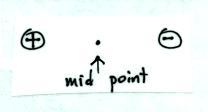 + -
mid point